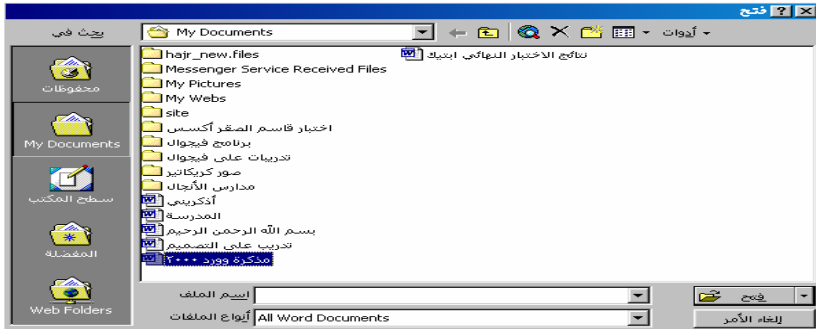 فتح
يبحث في My Documents أدوات
محفوظات
My Documents
سطح المكتب
المفضلة
Web Folders
hajr_new.files
Messenger Service Received Files
My Pictures
My Webs
site
اختبار قاسم الصقر أكسس
برنامج فيجوال
تدريبات على فيجوال
صور كريكاتير
مدارس الأنجال
أذكريني
المدرسة
بسم الله الرحمن الرحيم
تدريب على التصميم
مذكرة وورد ٢٠٠٠
نتائج الاختبار النهائي ابتيك
اسم الملف
فتح
أنواع الملفات All Word Documents
إلغاء الأمر